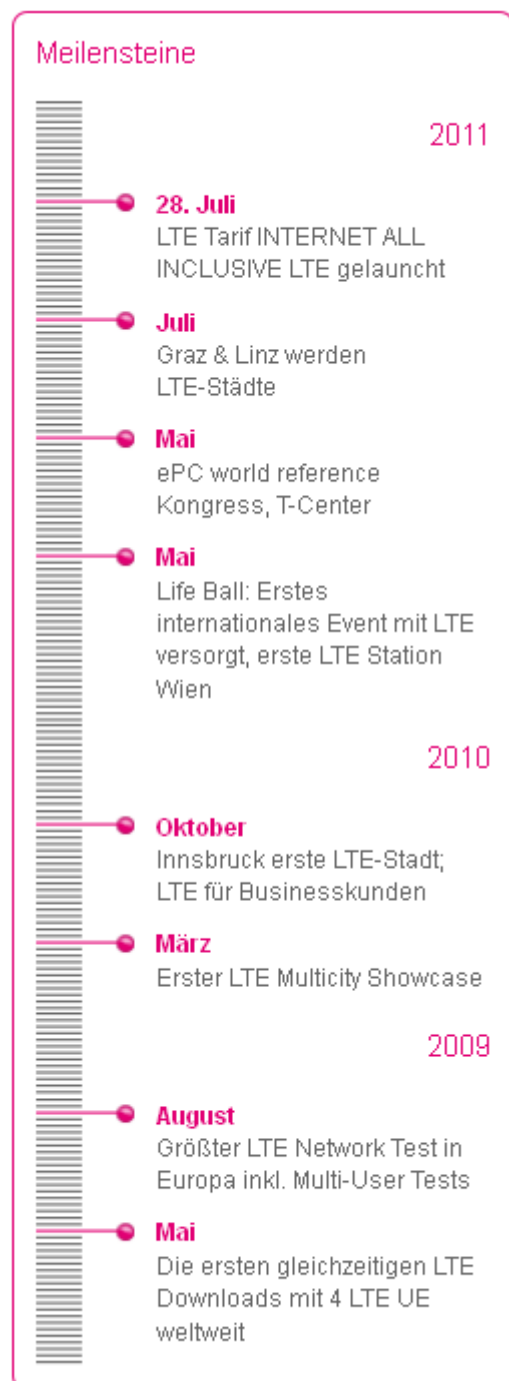 Meilensteine
2011
28. Juli
LTE Tarif INTERNET ALL
INCLUSIVE LTE gelauncht
Juli
Graz & Linz werden
LTE-Städte
Mai
ePC world reference
Kongress, T-Center
Mai
Life Ball: Erstes
internationales Event mit LTE
versorgt, erste LTE Station
Wien
2010
Oktober
Innsbruck erste LTE-Stadt;
LTE für Businesskunden
März
Erster LTE Multicity Showcase
2009
August
Größter LTE Network Test in
Europa inkl. Multi-User Tests
Mai
Die ersten gleichzeitigen LTE
Downloads mit 4 LTE UE
weltweit